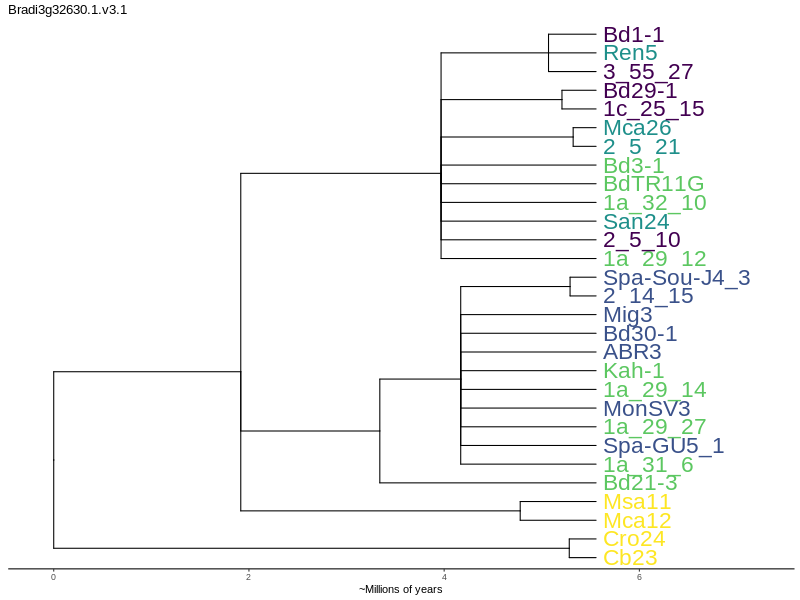 Bradi3g32630.1.v3.1
Bd1-1
Ren5
3_55_27
Bd29-1
1c_25_15
Mca26
2_5_21
Bd3-1
BdTR11G
1a_32_10
San24
2_5_10
1a_29_12
Spa-Sou-J4_3
2_14_15
Mig3
Bd30-1
ABR3
Kah-1
1a_29_14
MonSV3
1a_29_27
Spa-GU5_1
1a_31_6
Bd21-3
Msa11
Mca12
Cro24
Cb23
0 2 4 6
~Millions of years